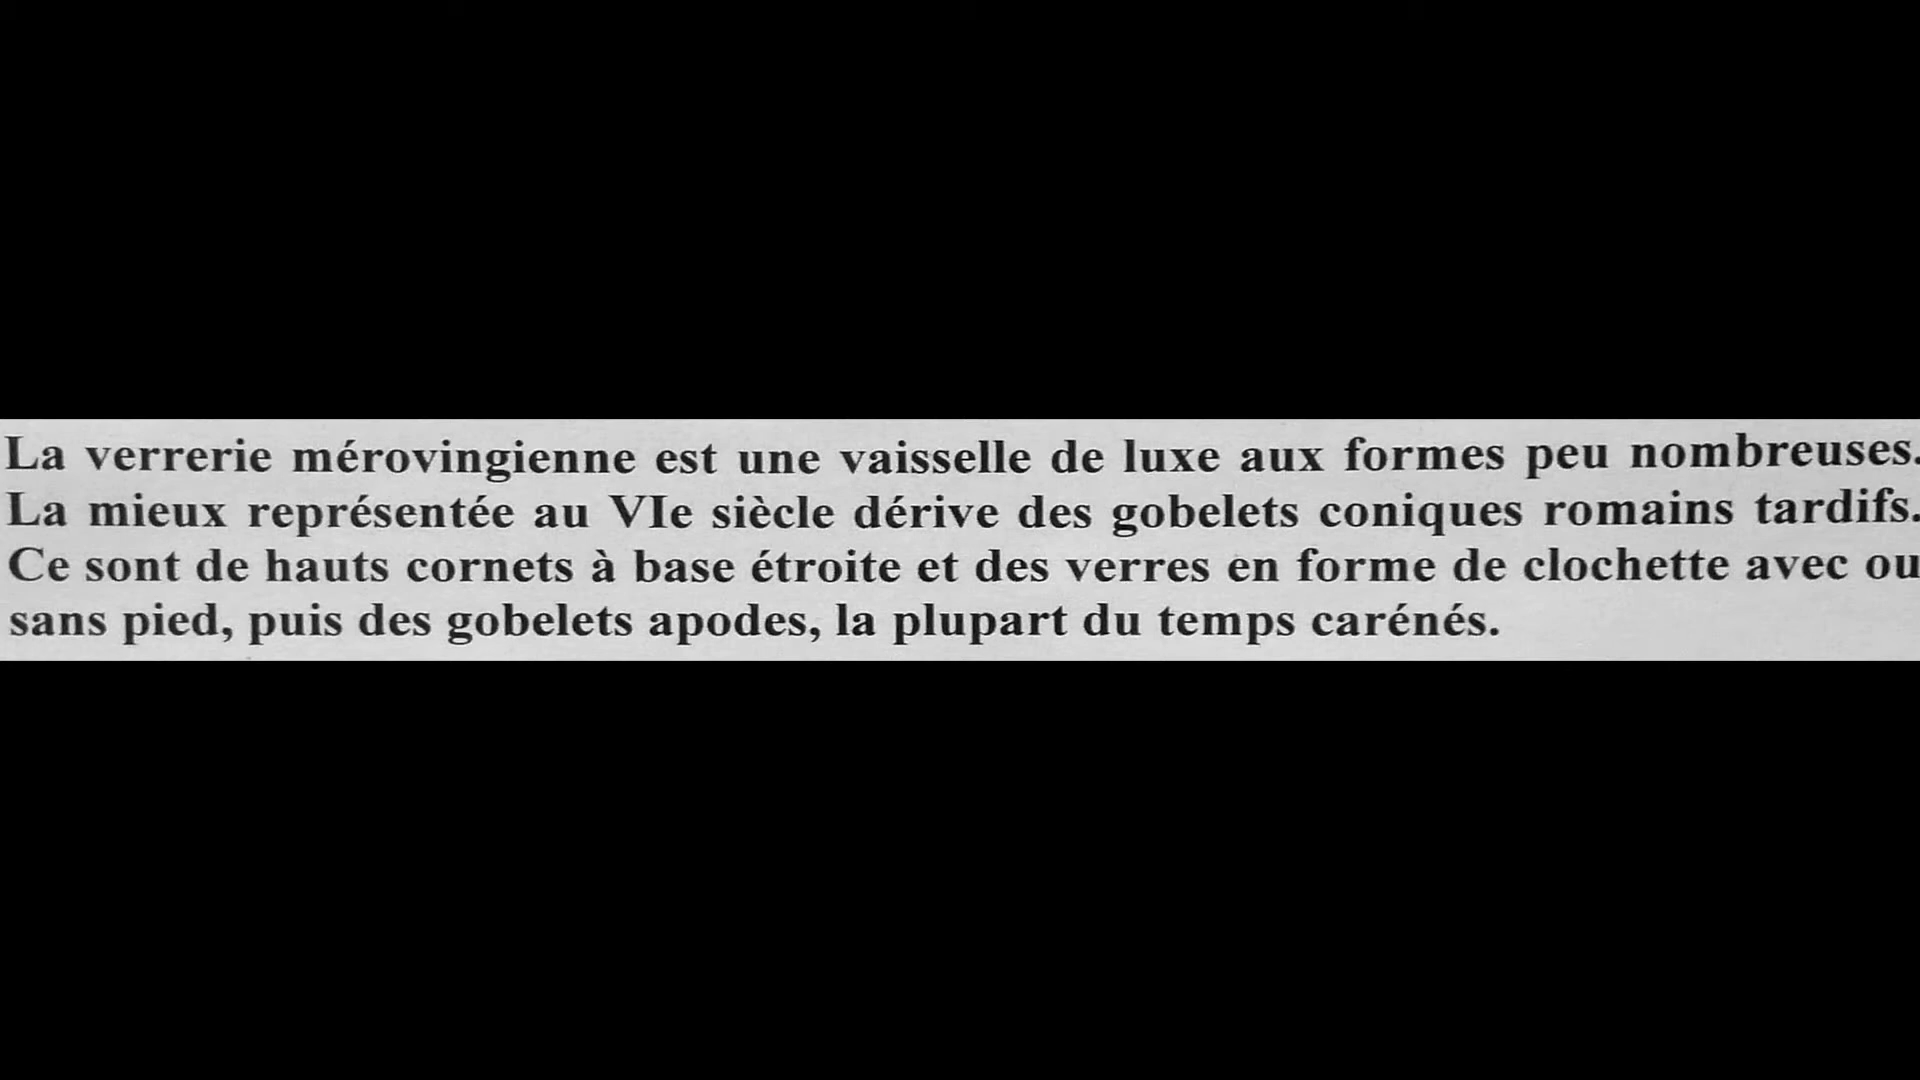 La verrerie mérovingienne est une vaisselle de luxe aux formes peu nombreuses.
La mieux représentée au VIe siècle dérive des gobelets coniques romains tardifs.
Ce sont de hauts cornets à base étroite et des verres en forme de clochette avec ou
sans pied, puis des gobelets apodes, la plupart du temps carénés.